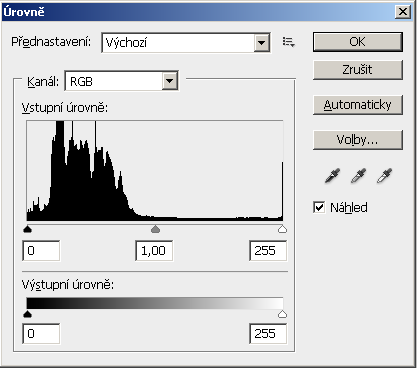 Úrovně
Přednastavení: Výchozí
OK
Zrušit
Automaticky
Volby...
Náhled
Kanál: RGB
Vstupní úrovně:
0 1,00 255
Výstupní úrovně:
0 255